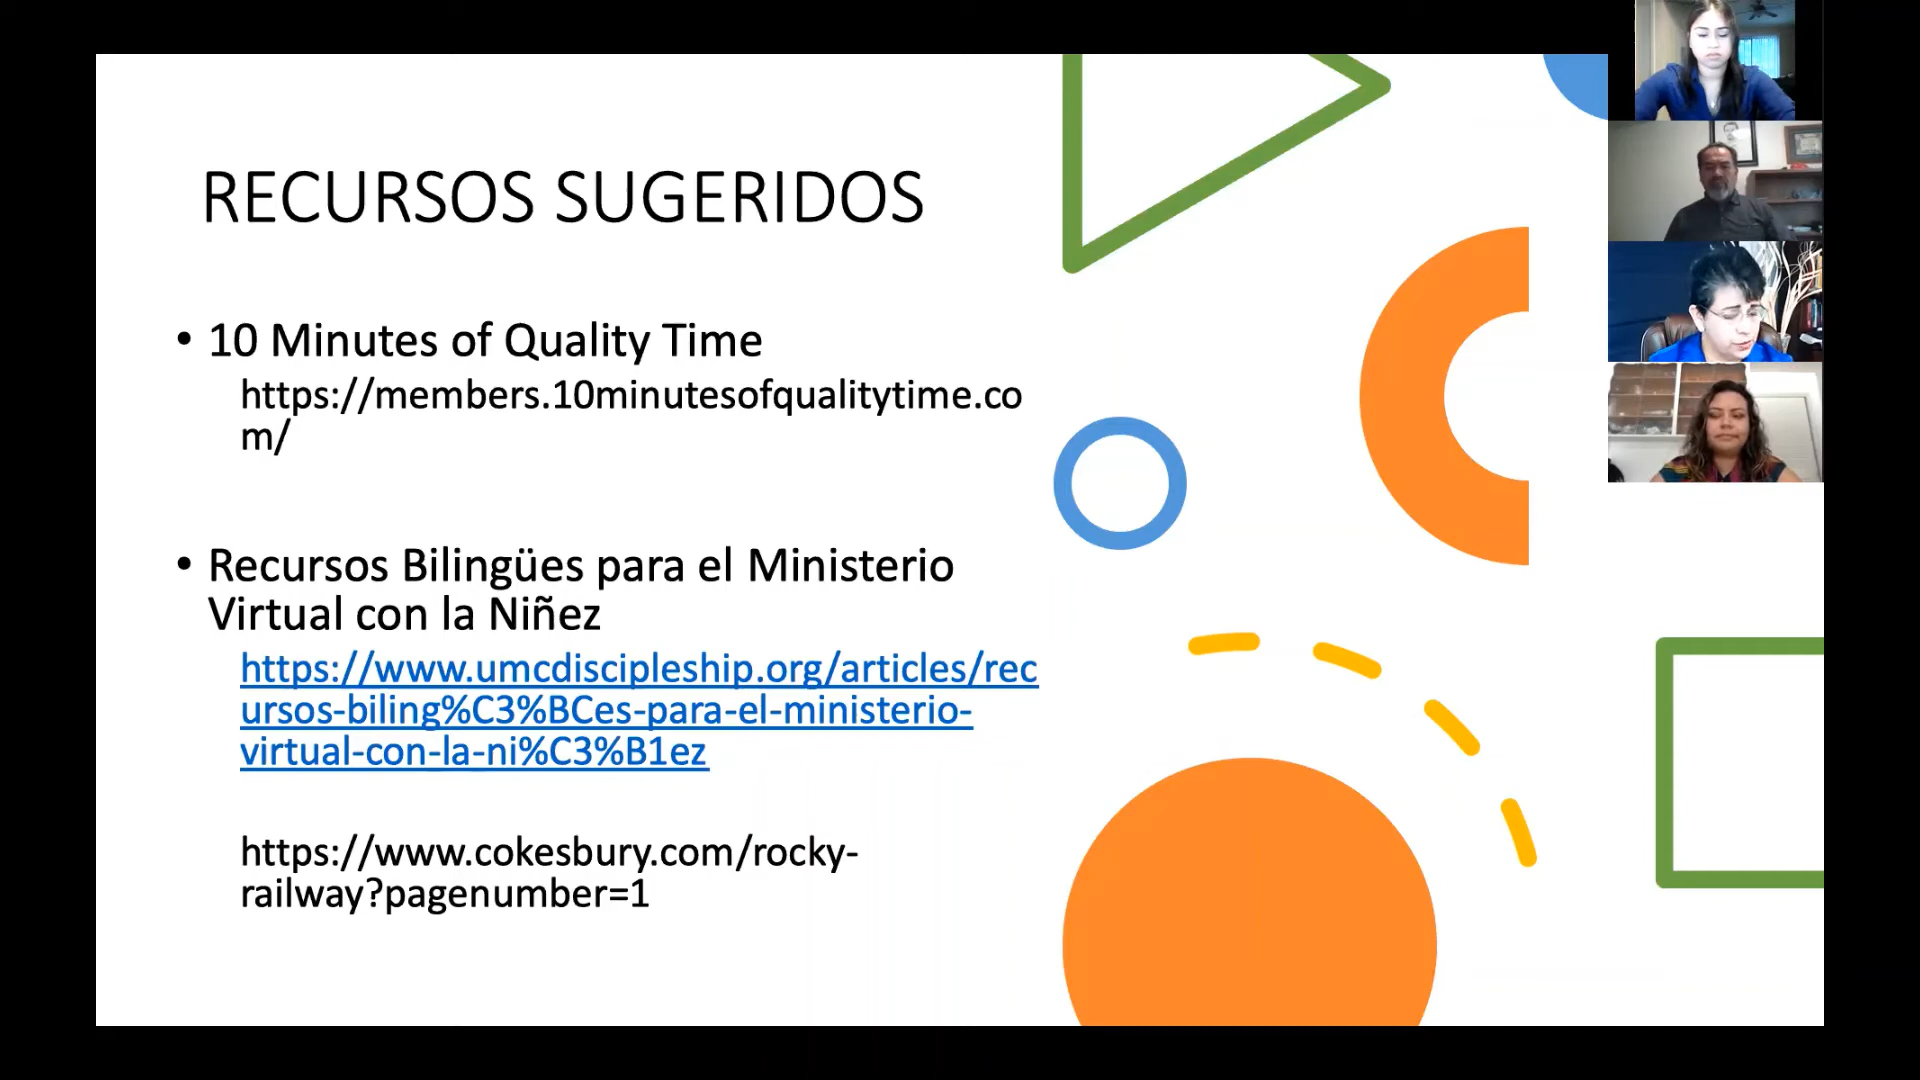 RECURSOS SUGERIDOS
• 10 Minutes of Quality Time
https://members.10minutesofqualitytime.co
m/
• Recursos Bilingües para el Ministerio
Virtual con la Niñez
https://www.umcdiscipleship.org/articles/rec
ursos-biling%C3%BCes-para-el-ministerio-
virtual-con-la-ni%C3%B1ez
https://www.cokesbury.com/rocky-
railway?pagenumber=1